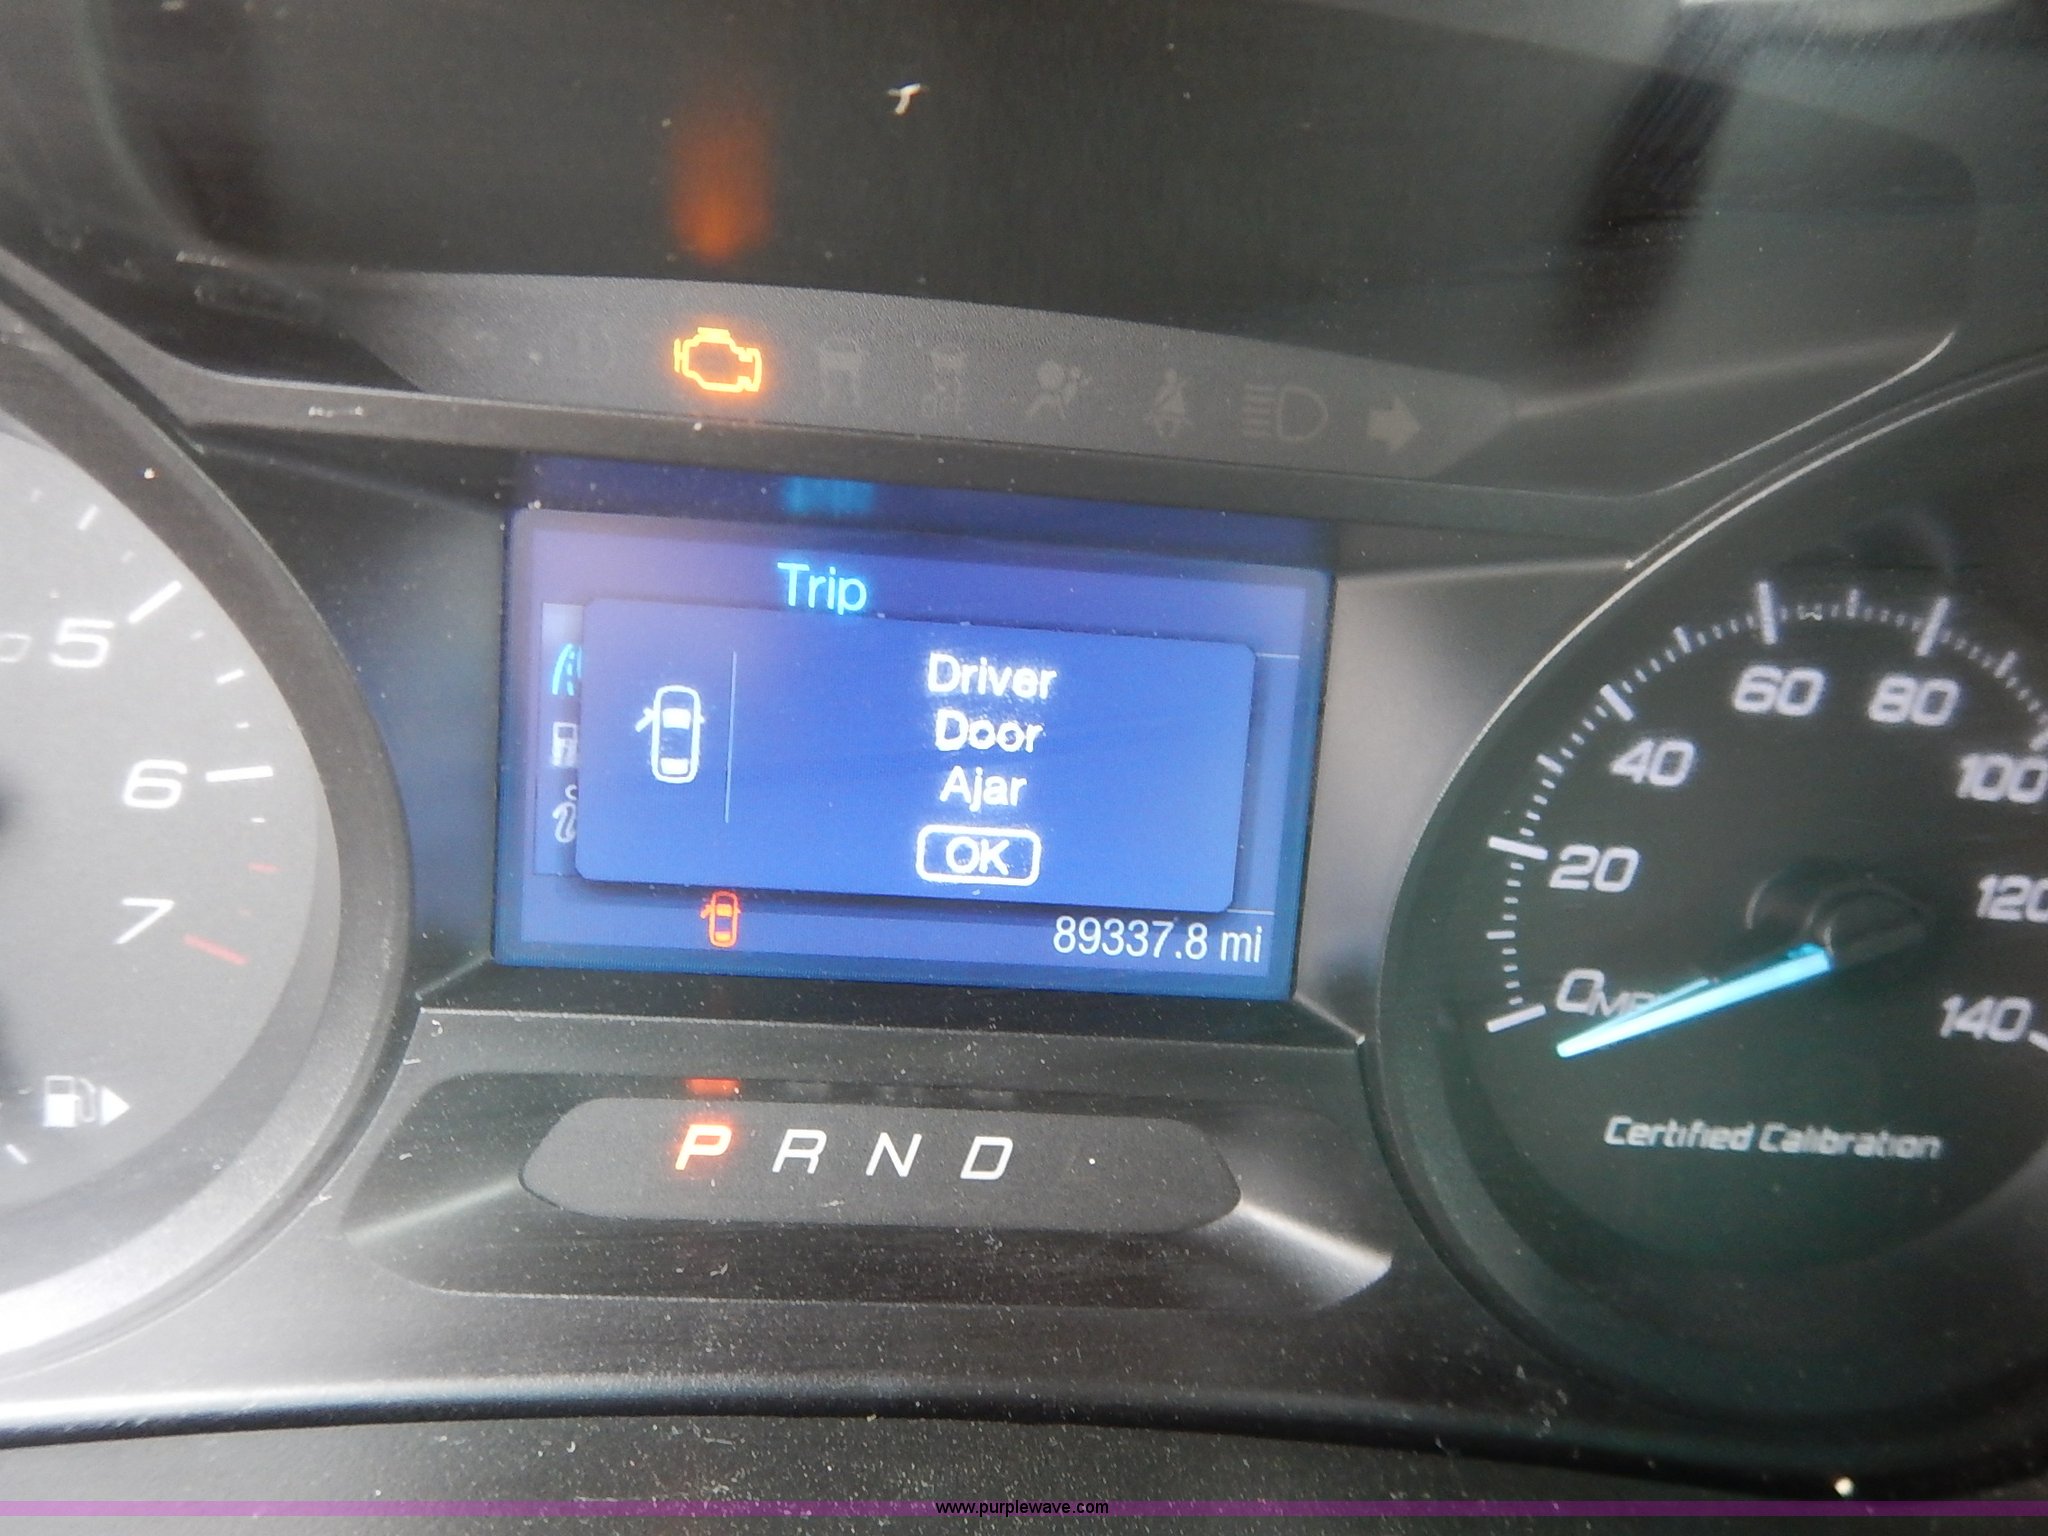 Trip
Driver
Door
Ajar
OK
89337.8 mi
5
6
7
P R N D
0
20
40
60
80
100
120
140
Certified Calibration
www.purplewave.com